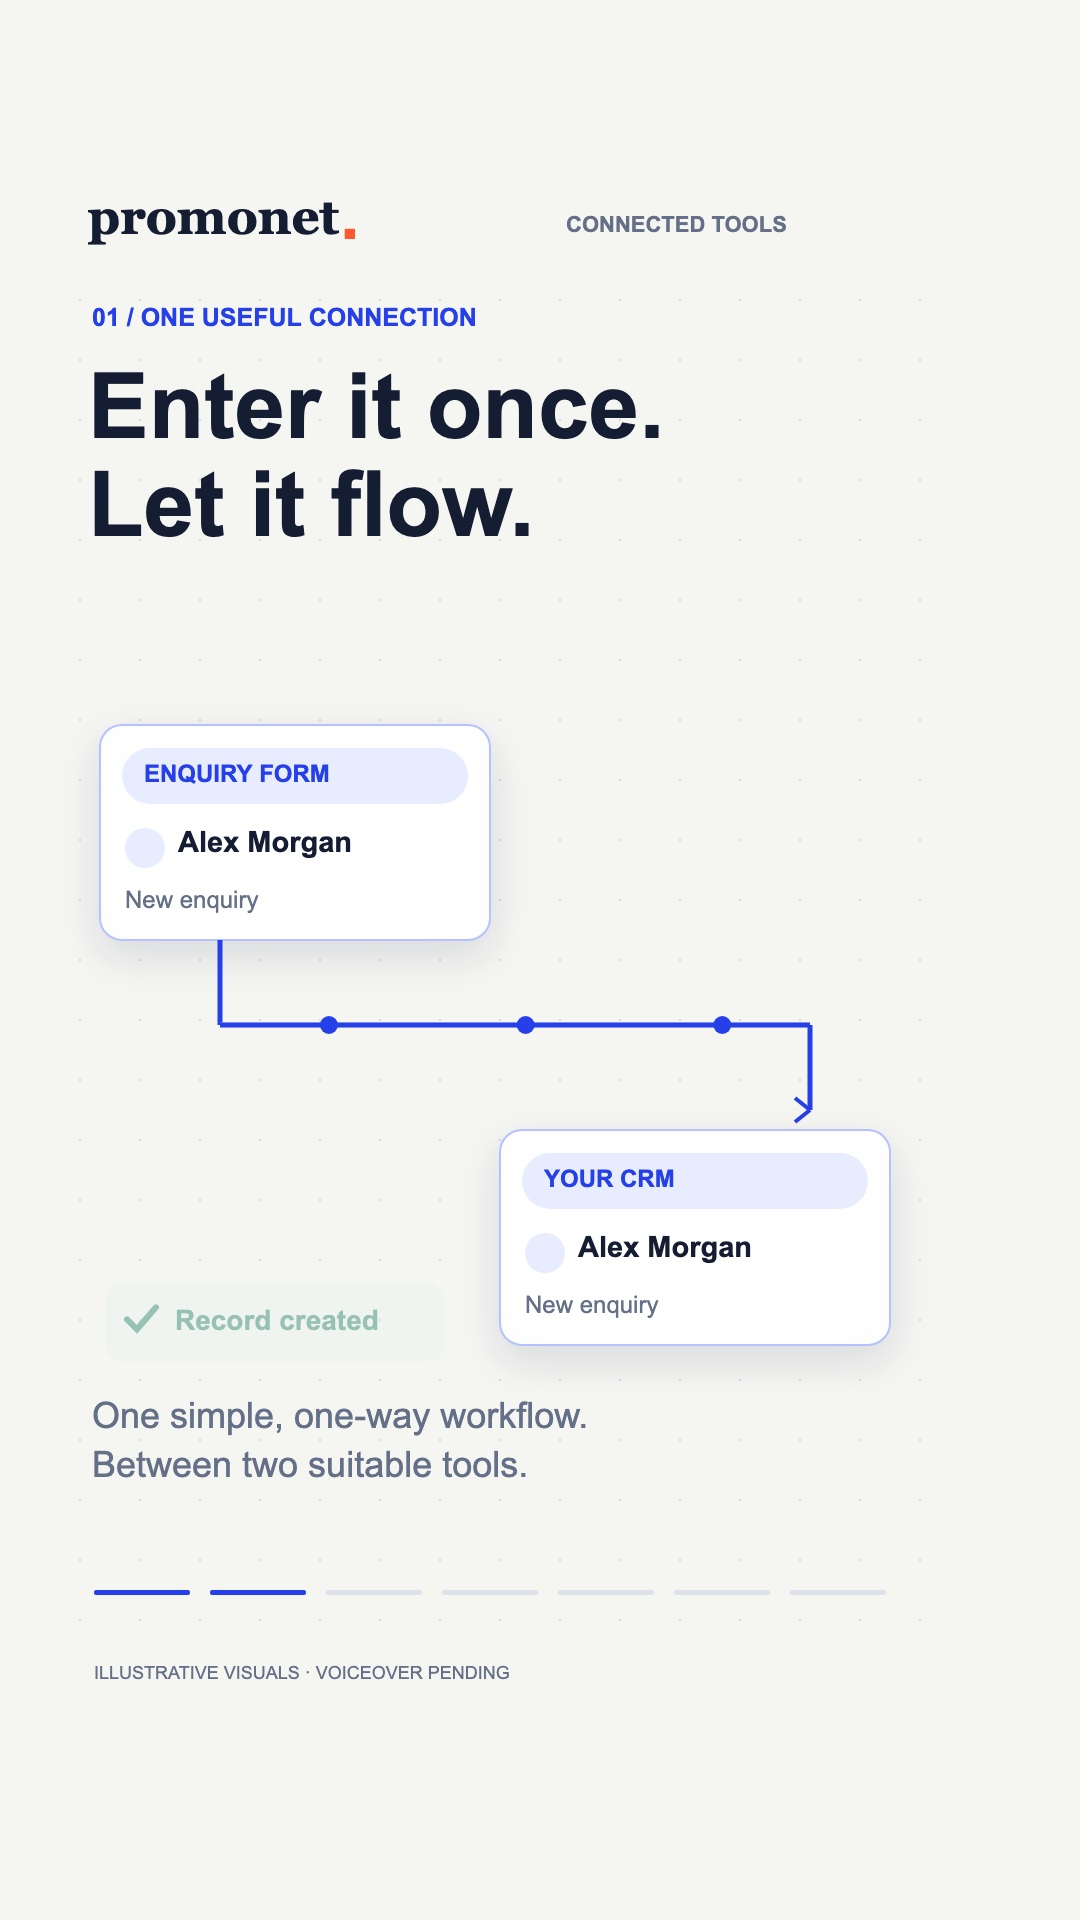 promonet.
CONNECTED TOOLS
01 / ONE USEFUL CONNECTION
Enter it once.
Let it flow.
ENQUIRY FORM
Alex Morgan
New enquiry
YOUR CRM
Alex Morgan
New enquiry
Record created
One simple, one-way workflow.
Between two suitable tools.
ILLUSTRATIVE VISUALS · VOICEOVER PENDING